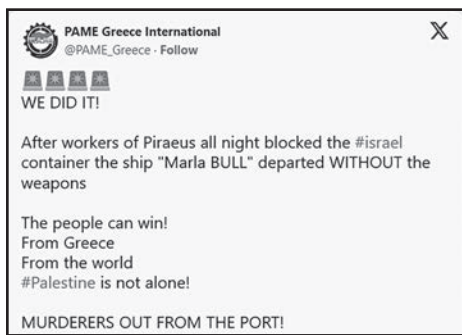 PAME Greece International
@PAME_Greece · Follow
WE DID IT!
After workers of Piraeus all night blocked the #israel
container the ship "Marla BULL" departed WITHOUT the
weapons
The people can win!
From Greece
From the world
#Palestine is not alone!
MURDERERS OUT FROM THE PORT!